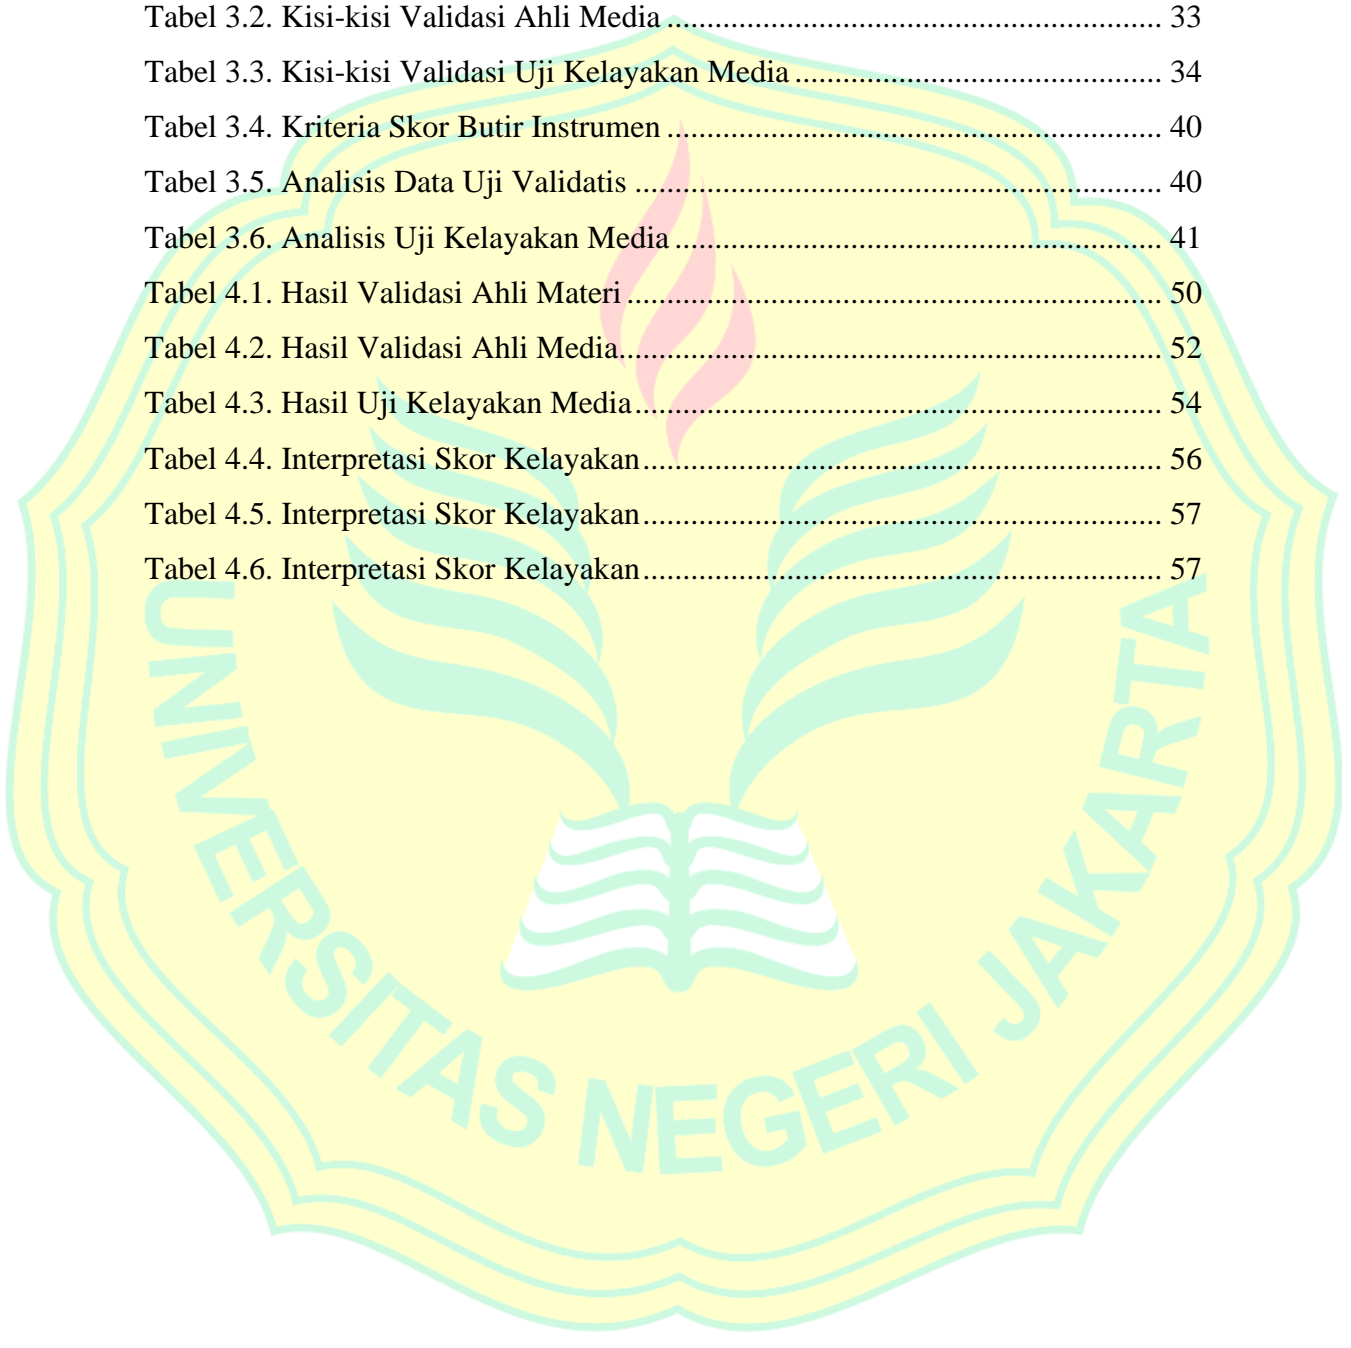 Tabel 3.2. Kisi-kisi Validasi Ahli Media ............................................................. 33
Tabel 3.3. Kisi-kisi Validasi Uji Kelayakan Media ............................................. 34
Tabel 3.4. Kriteria Skor Butir Instrumen ............................................................. 40
Tabel 3.5. Analisis Data Uji Validatis ................................................................. 40
Tabel 3.6. Analisis Uji Kelayakan Media ............................................................ 41
Tabel 4.1. Hasil Validasi Ahli Materi .................................................................. 50
Tabel 4.2. Hasil Validasi Ahli Media................................................................... 52
Tabel 4.3. Hasil Uji Kelayakan Media ................................................................. 54
Tabel 4.4. Interpretasi Skor Kelayakan ................................................................ 56
Tabel 4.5. Interpretasi Skor Kelayakan ................................................................ 57
Tabel 4.6. Interpretasi Skor Kelayakan ................................................................ 57
UNIVERSITAS NEGERI JAKARTA